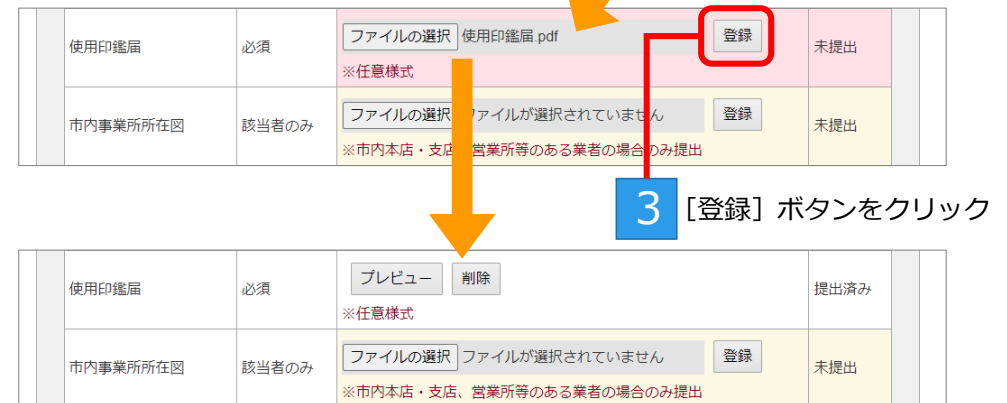 使用印鑑届 必須 ファイルの選択 使用印鑑届.pdf 登録 未提出
※任意様式
市内事業所所在図 該当者のみ ファイルの選択 ファイルが選択されていません 登録 未提出
※市内本店・支店、営業所等のある業者の場合のみ提出
3 [登録] ボタンをクリック
使用印鑑届 必須 プレビュー 削除 提出済み
※任意様式
市内事業所所在図 該当者のみ ファイルの選択 ファイルが選択されていません 登録 未提出
※市内本店・支店、営業所等のある業者の場合のみ提出